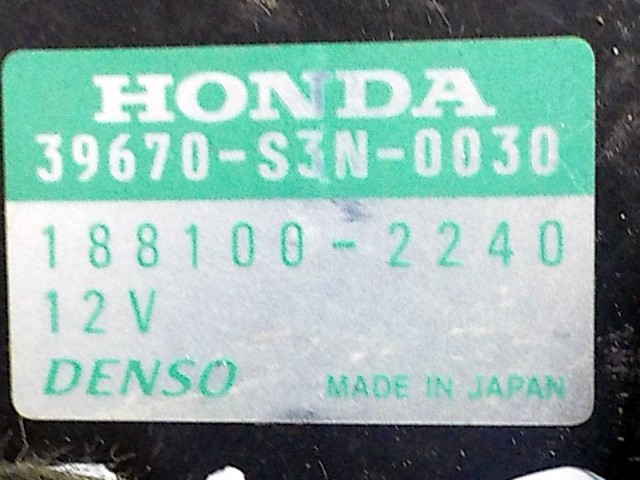 HONDA
39670-S3N-0030
188100-2240
12V
DENSO
MADE IN JAPAN